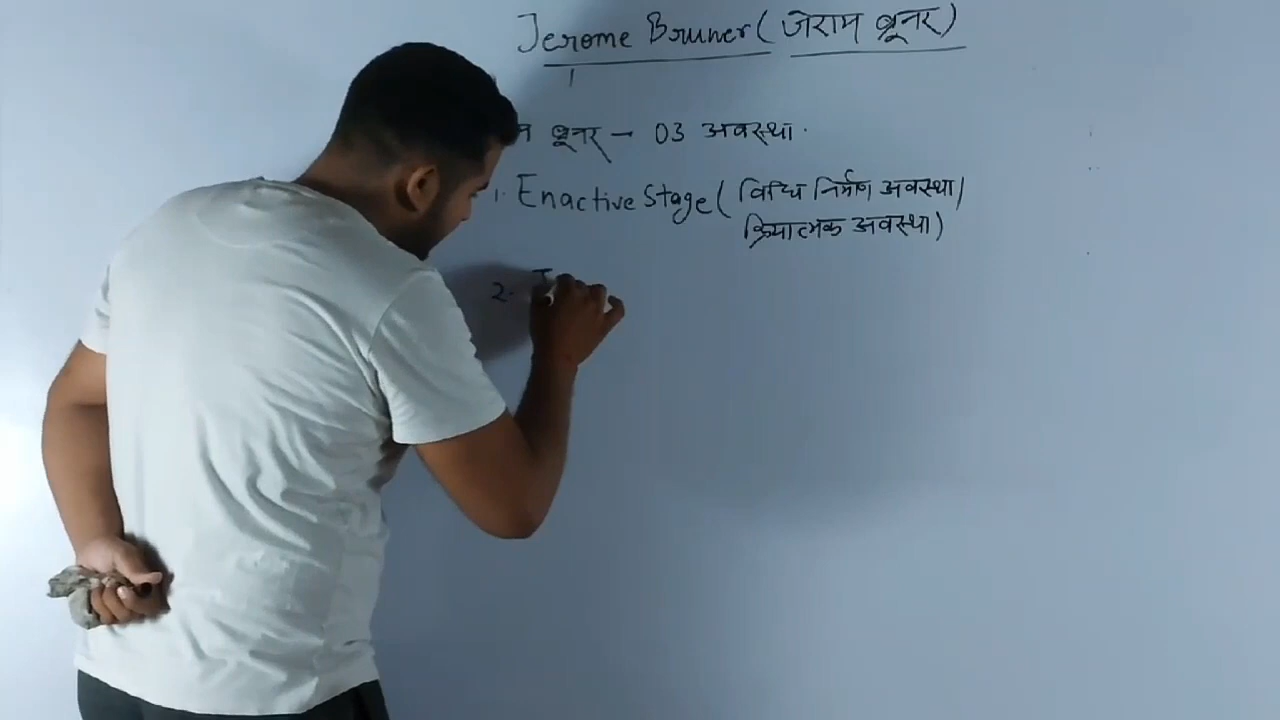 Jerome Bruner ( जेराम ब्रूनर )
ब्रूनर - 03 अवस्था.
1. Enactive Stage ( विधि निर्माण अवस्था /
क्रियात्मक अवस्था )
2. I